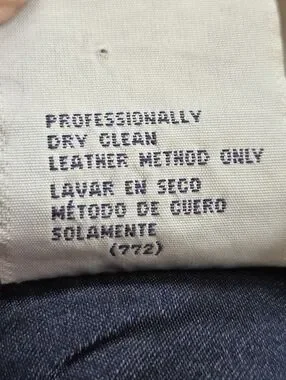 PROFESSIONALLY
DRY CLEAN
LEATHER METHOD ONLY
LAVAR EN SECO
MÉTODO DE CUERO
SOLAMENTE
(772)